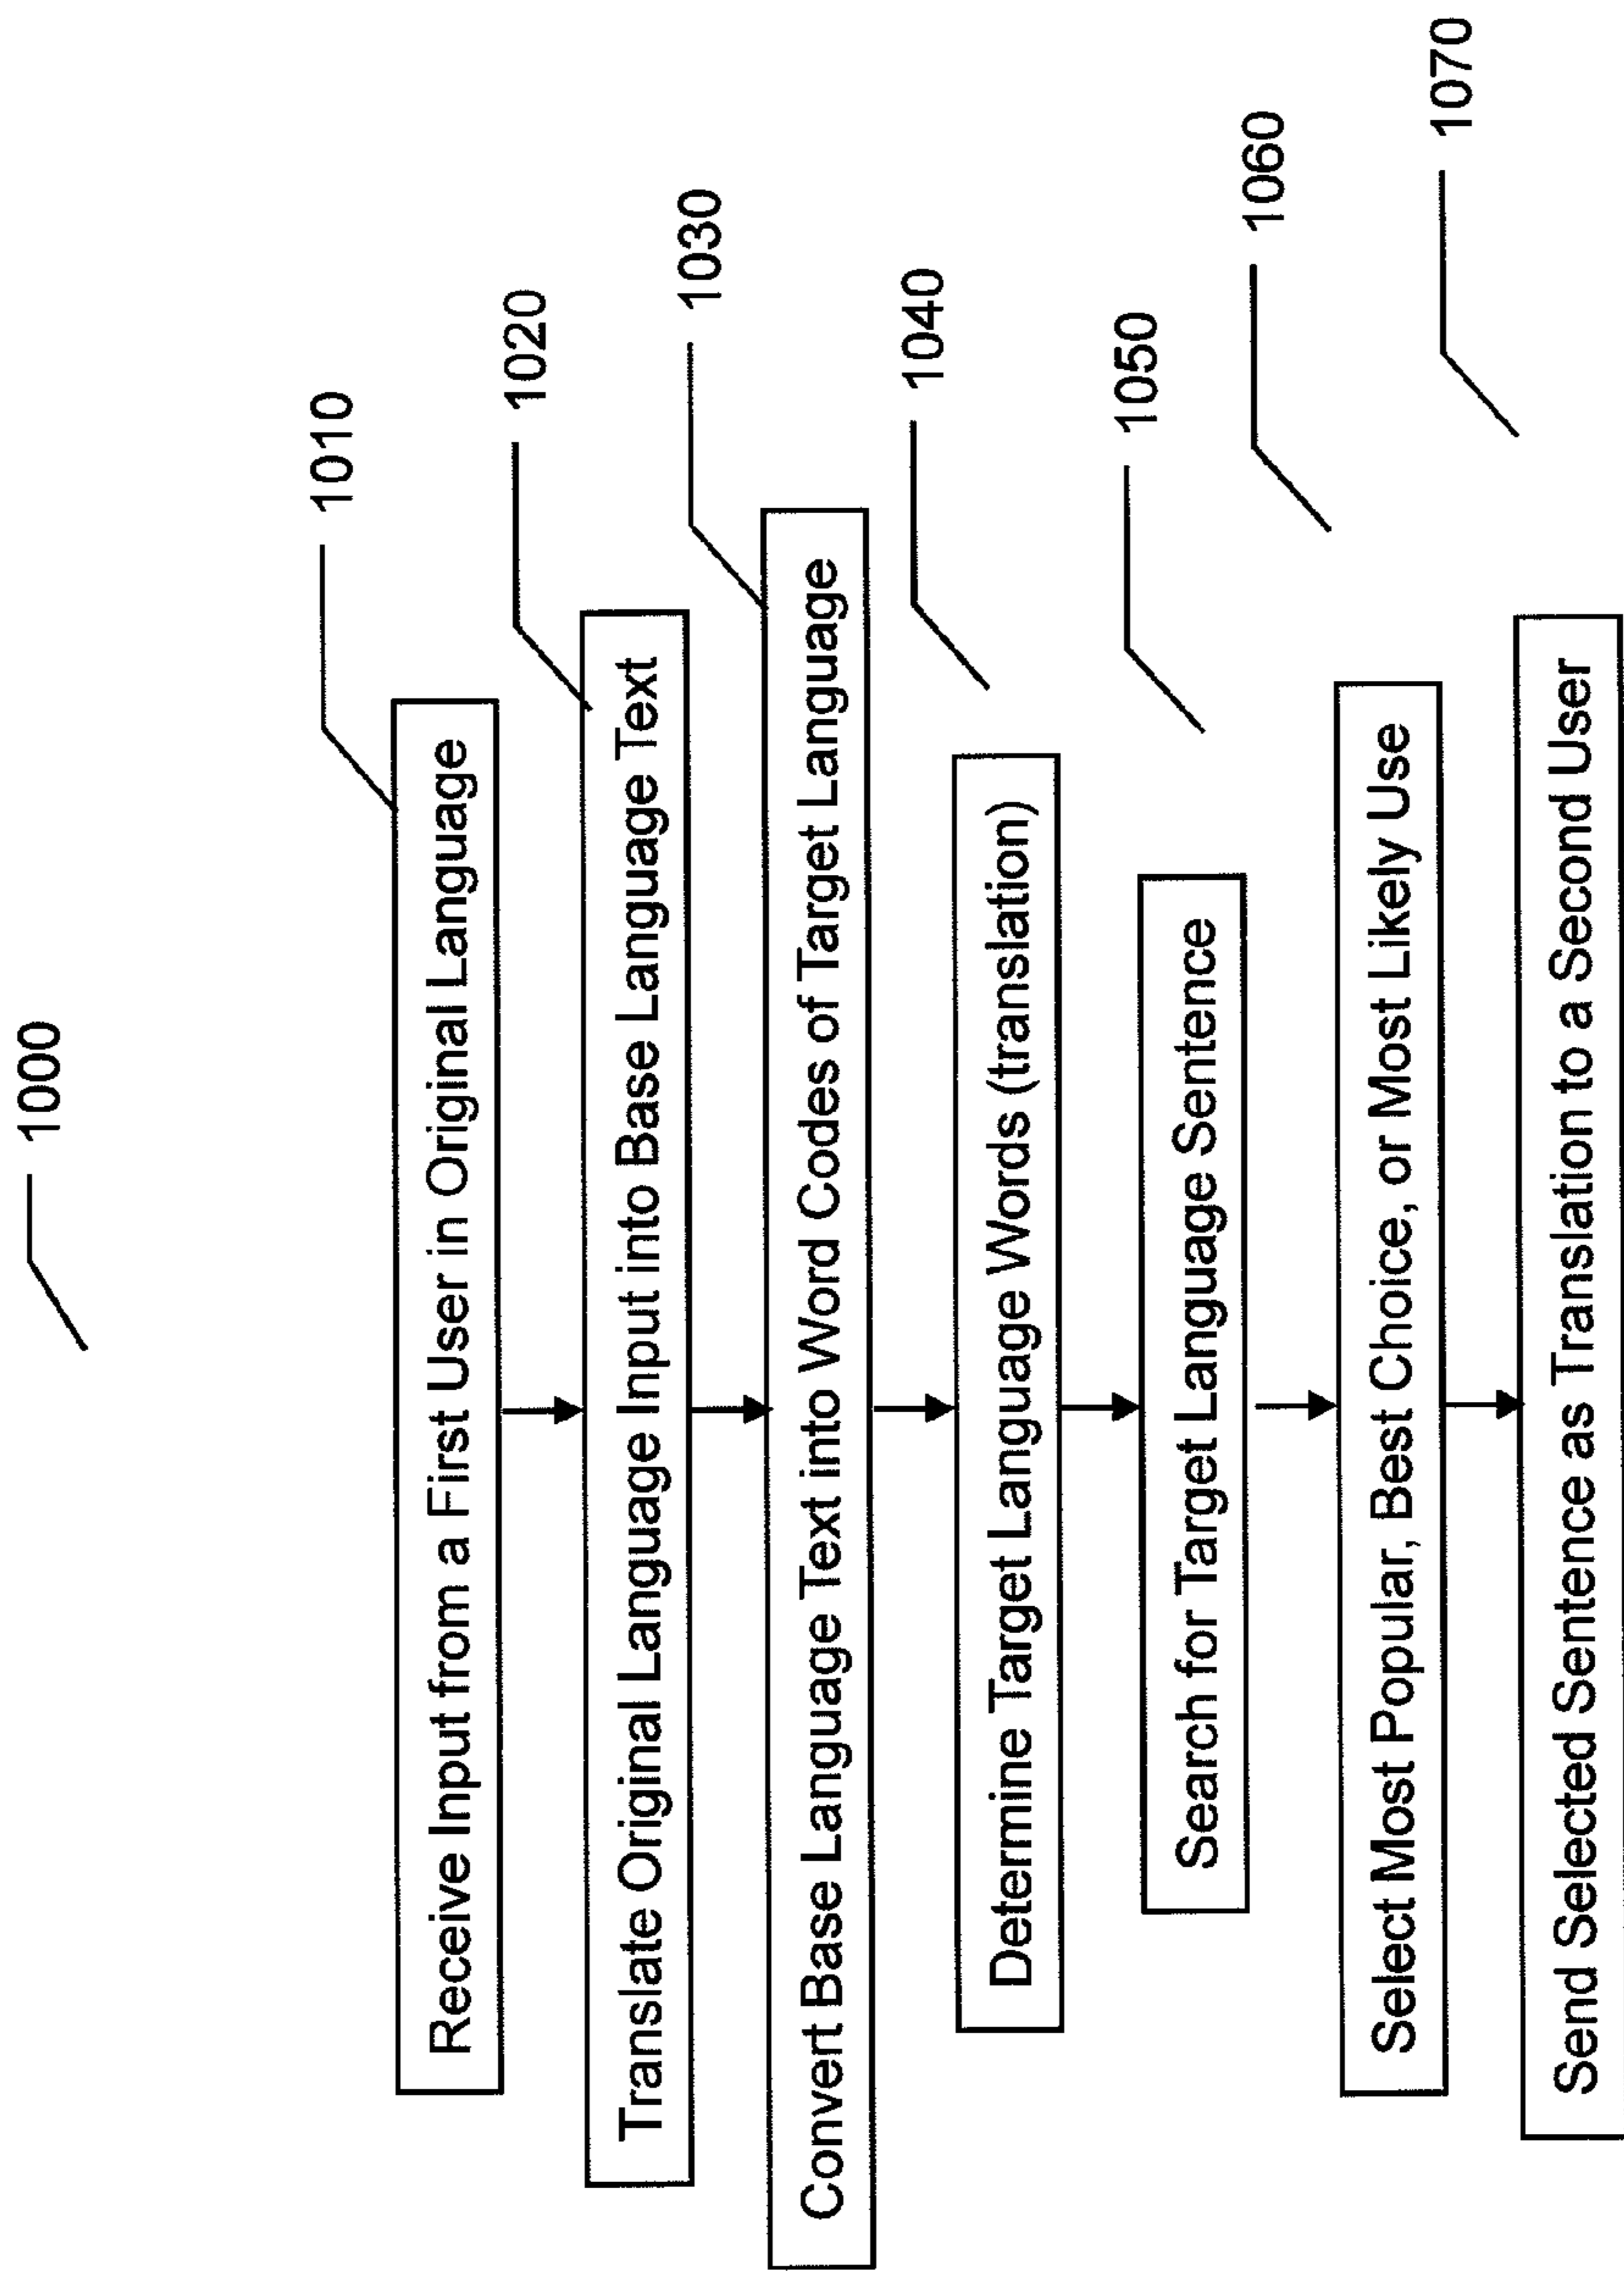 1000
1010
Receive Input from a First User in Original Language
1020
Translate Original Language Input into Base Language Text
1030
Convert Base Language Text into Word Codes of Target Language
1040
Determine Target Language Words (translation)
1050
Search for Target Language Sentence
1060
Select Most Popular, Best Choice, or Most Likely Use
1070
Send Selected Sentence as Translation to a Second User